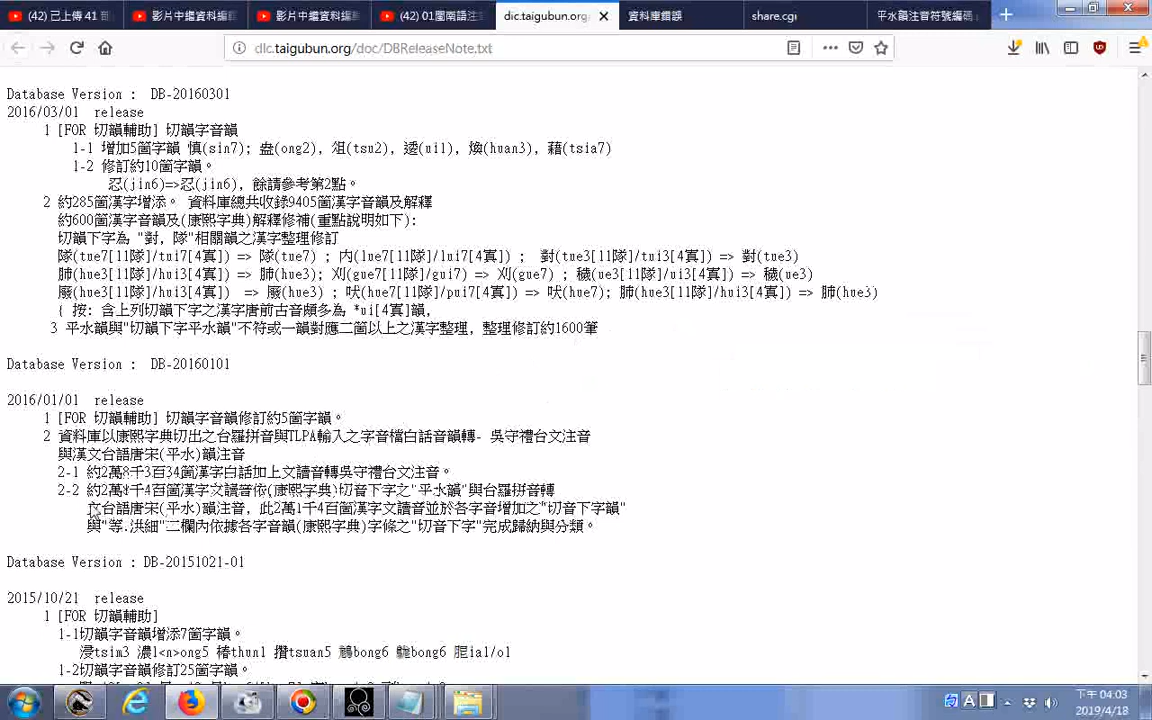 (42) 已上傳 41
影片中繼資料編
影片中繼資料編
(42) 01閩南語注
dic.taigubun.org
資料庫錯誤
share.cgi
平水韻注音符號編碼
dic.taigubun.org/doc/DBReleaseNote.txt
Database Version : DB-20160301
2016/03/01 release
1 [FOR 切韻輔助] 切韻字音韻
1-1 增加5箇字韻 慎(sin7); 盎(ong2), 俎(tsu2), 逶(ui1), 煥(huan3), 藉(tsia7)
1-2 修訂約10箇字韻。
忍(jin6)=>忍(jin6), 餘請參考第2點。
2 約285箇漢字增添。 資料庫總共收錄9405箇漢字音韻及解釋
約600箇漢字音韻及(康熙字典)解釋修補(重點說明如下):
切韻下字為 "對, 隊"相關韻之漢字整理修訂
隊(tue7[11隊]/tui7[4寘]) => 隊(tue7) ; 內(lue7[11隊]/lui7[4寘]) ; 對(tue3[11隊]/tui3[4寘]) => 對(tue3)
肺(hue3[11隊]/hui3[4寘]) => 肺(hue3); 刈(gue7[11隊]/gui7) => 刈(gue7) ; 穢(ue3[11隊]/ui3[4寘]) => 穢(ue3)
廢(hue3[11隊]/hui3[4寘]) => 廢(hue3) ; 吠(hue7[11隊]/pui7[4寘]) => 吠(hue7); 肺(hue3[11隊]/hui3[4寘]) => 肺(hue3)
{ 按: 含上列切韻下字之漢字唐前古音頗多為 *ui[4寘]韻,
3 平水韻與"切韻下字平水韻"不符或一韻對應二箇以上之漢字整理, 整理修訂約1600筆
Database Version : DB-20160101
2016/01/01 release
1 [FOR 切韻輔助] 切韻字音韻修訂約5箇字韻。
2 資料庫以康熙字典切出之台羅拼音與TLPA輸入之字音檔白話音韻轉- 吳守禮台文注音
與漢文台語唐宋(平水)韻注音
2-1 約2萬8千3百34箇漢字白話加上文讀音轉吳守禮台文注音。
2-2 約2萬1千4百箇漢字文讀音依(康熙字典)切音下字之"平水韻"與台羅拼音轉
文台語唐宋(平水)韻注音, 此2萬1千4百箇漢字文讀音並於各字音增加之"切音下字韻"
與"等.洪細"二欄內依據各字音韻(康熙字典)字條之"切音下字"完成歸納與分類。
Database Version : DB-20151021-01
2015/10/21 release
1 [FOR 切韻輔助]
1-1切韻字音韻增添7箇字韻。
浸tsim3 濃l<n>ong5 椿thun1 攢tsuan5
1-2切韻字音韻修訂25箇字韻。
下午 04:03
2019/4/18